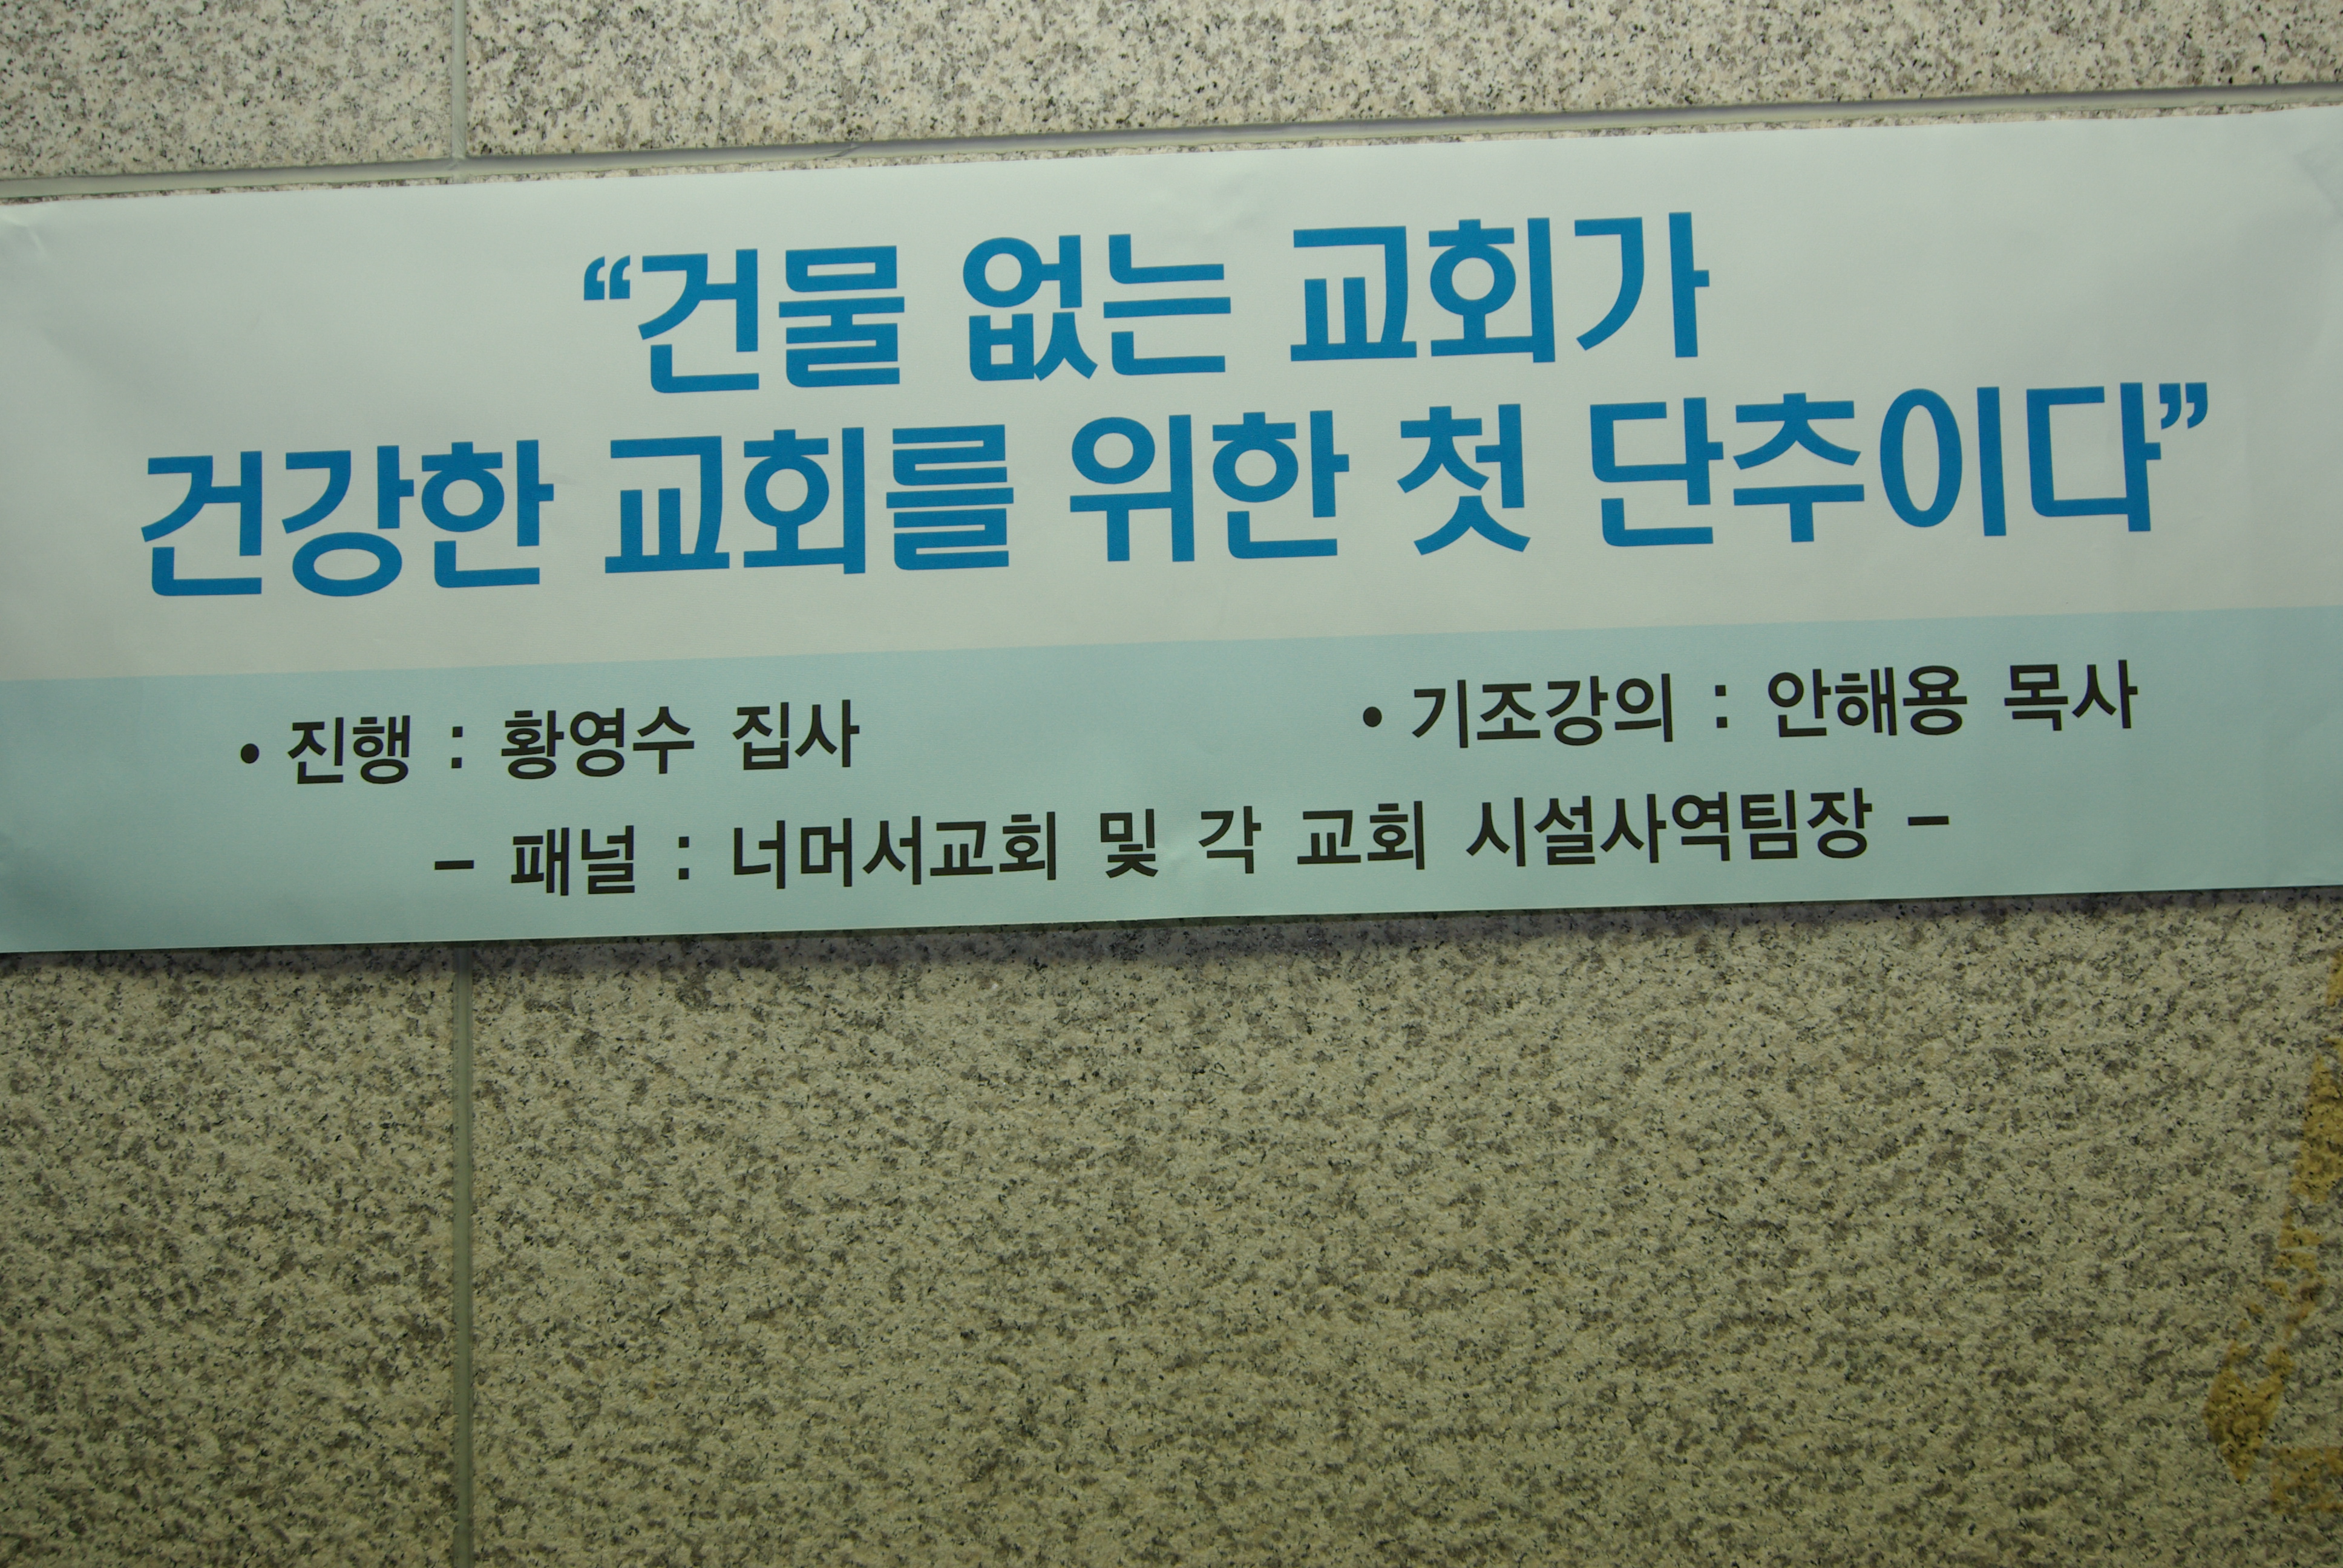 “건물 없는 교회가
건강한 교회를 위한 첫 단추이다”
• 진행 : 황영수 집사 • 기조강의 : 안해용 목사
– 패널 : 너머서교회 및 각 교회 시설사역팀장 –